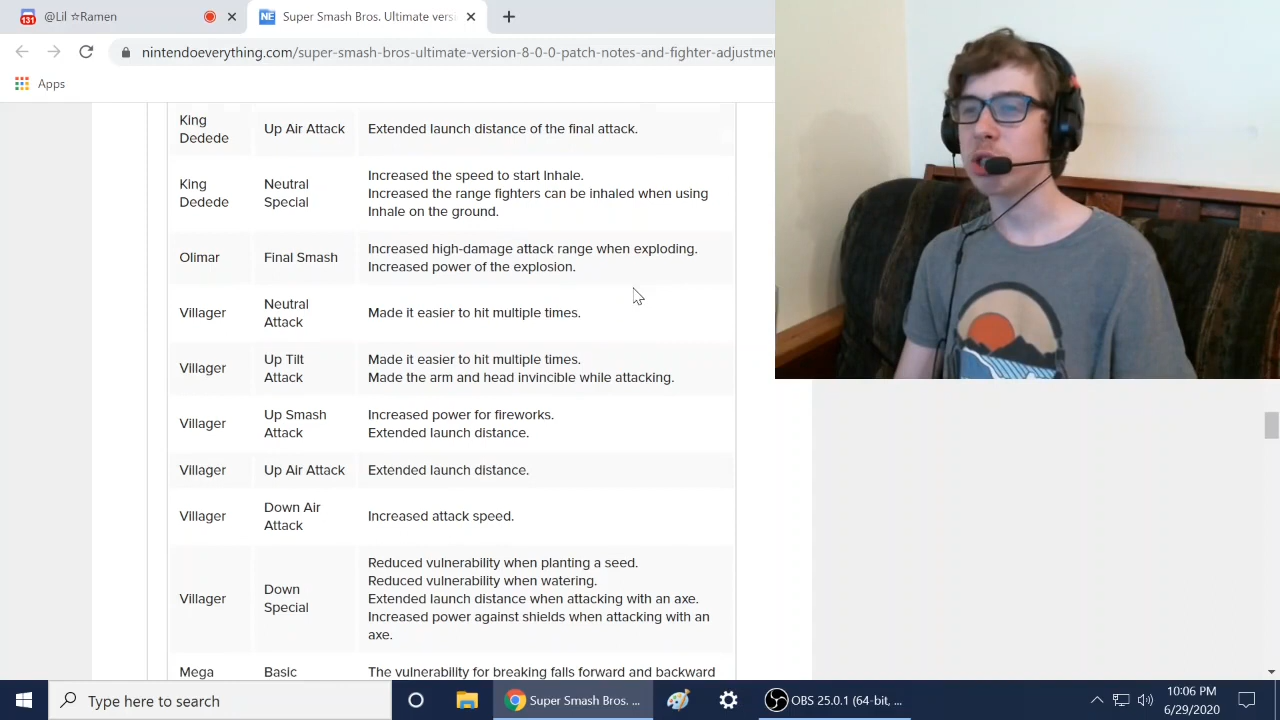 131
@Lil ☆Ramen
NE
Super Smash Bros. Ultimate vers
nintendoeverything.com/super-smash-bros-ultimate-version-8-0-0-patch-notes-and-fighter-adjustme
Apps
King Dedede
Up Air Attack
Extended launch distance of the final attack.
King Dedede
Neutral Special
Increased the speed to start Inhale.
Increased the range fighters can be inhaled when using
Inhale on the ground.
Olimar
Final Smash
Increased high-damage attack range when exploding.
Increased power of the explosion.
Villager
Neutral Attack
Made it easier to hit multiple times.
Villager
Up Tilt Attack
Made it easier to hit multiple times.
Made the arm and head invincible while attacking.
Villager
Up Smash Attack
Increased power for fireworks.
Extended launch distance.
Villager
Up Air Attack
Extended launch distance.
Villager
Down Air Attack
Increased attack speed.
Villager
Down Special
Reduced vulnerability when planting a seed.
Reduced vulnerability when watering.
Extended launch distance when attacking with an axe.
Increased power against shields when attacking with an
axe.
Mega
Basic
The vulnerability for breaking falls forward and backward
Type here to search
Super Smash Bros. ...
OBS 25.0.1 (64-bit, ...
10:06 PM
6/29/2020